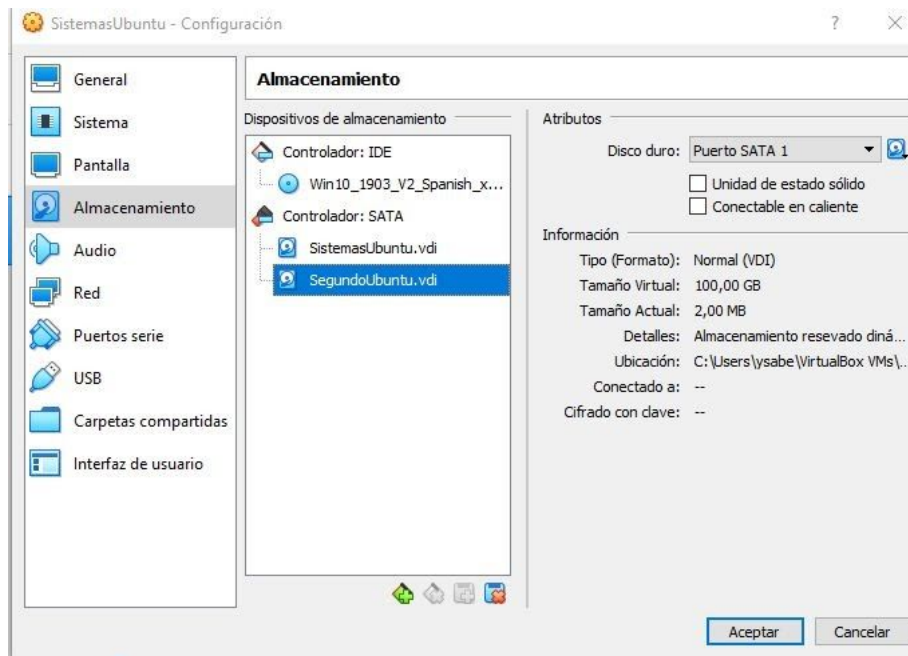 SistemasUbuntu - Configuración
General
Sistema
Pantalla
Almacenamiento
Audio
Red
Puertos serie
USB
Carpetas compartidas
Interfaz de usuario
Almacenamiento
Dispositivos de almacenamiento
Controlador: IDE
Win10_1903_V2_Spanish_x...
Controlador: SATA
SistemasUbuntu.vdi
SegundoUbuntu.vdi
Atributos
Disco duro: Puerto SATA 1
Unidad de estado sólido
Conectable en caliente
Información
Tipo (Formato): Normal (VDI)
Tamaño Virtual: 100,00 GB
Tamaño Actual: 2,00 MB
Detalles: Almacenamiento resevado diná...
Ubicación: C:\Users\ysabe\VirtualBox VMs\...
Conectado a: --
Cifrado con clave: --
Aceptar Cancelar